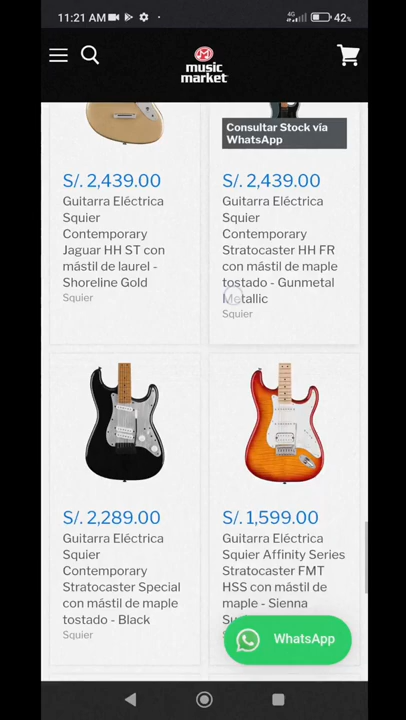 11:21 AM
4G
42%
music
market
Consultar Stock vía
WhatsApp
S/. 2,439.00
Guitarra Eléctrica
Squier
Contemporary
Jaguar HH ST con
mástil de laurel -
Shoreline Gold
Squier
S/. 2,439.00
Guitarra Eléctrica
Squier
Contemporary
Stratocaster HH FR
con mástil de maple
tostado - Gunmetal
Metallic
Squier
S/. 2,289.00
Guitarra Eléctrica
Squier
Contemporary
Stratocaster Special
con mástil de maple
tostado - Black
Squier
S/. 1,599.00
Guitarra Eléctrica
Squier Affinity Series
Stratocaster FMT
HSS con mástil de
maple - Sienna
WhatsApp